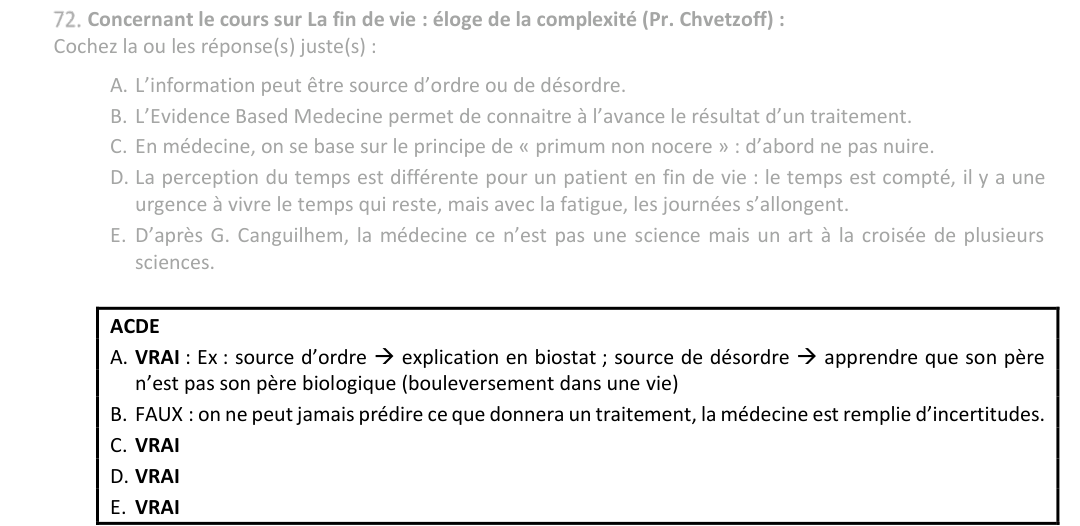 72. Concernant le cours sur La fin de vie : éloge de la complexité (Pr. Chvetzoff) :
Cochez la ou les réponse(s) juste(s) :
A. L’information peut être source d’ordre ou de désordre.
B. L’Evidence Based Medecine permet de connaitre à l’avance le résultat d’un traitement.
C. En médecine, on se base sur le principe de « primum non nocere » : d’abord ne pas nuire.
D. La perception du temps est différente pour un patient en fin de vie : le temps est compté, il y a une
urgence à vivre le temps qui reste, mais avec la fatigue, les journées s’allongent.
E. D’après G. Canguilhem, la médecine ce n’est pas une science mais un art à la croisée de plusieurs
sciences.
ACDE
A. VRAI : Ex : source d’ordre → explication en biostat ; source de désordre → apprendre que son père
n’est pas son père biologique (bouleversement dans une vie)
B. FAUX : on ne peut jamais prédire ce que donnera un traitement, la médecine est remplie d’incertitudes.
C. VRAI
D. VRAI
E. VRAI